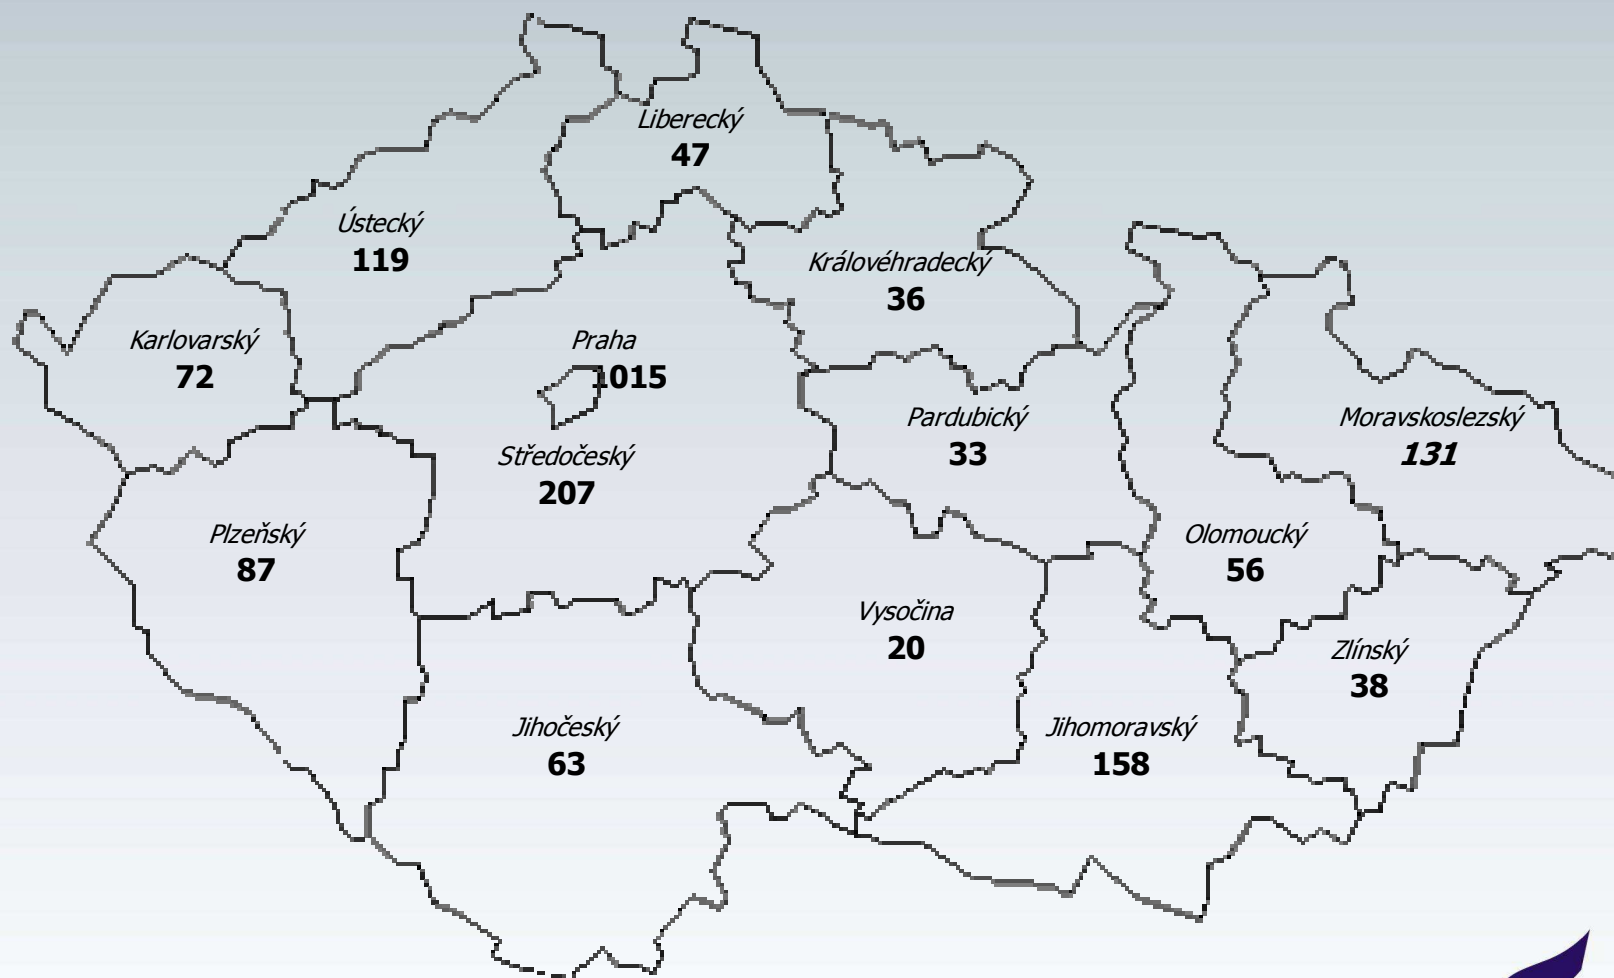 Liberecký
47
Ústecký
119
Královéhradecký
36
Karlovarský
72
Praha
1015
Pardubický
33
Moravskoslezský
131
Středočeský
207
Plzeňský
87
Olomoucký
56
Vysočina
20
Zlínský
38
Jihočeský
63
Jihomoravský
158